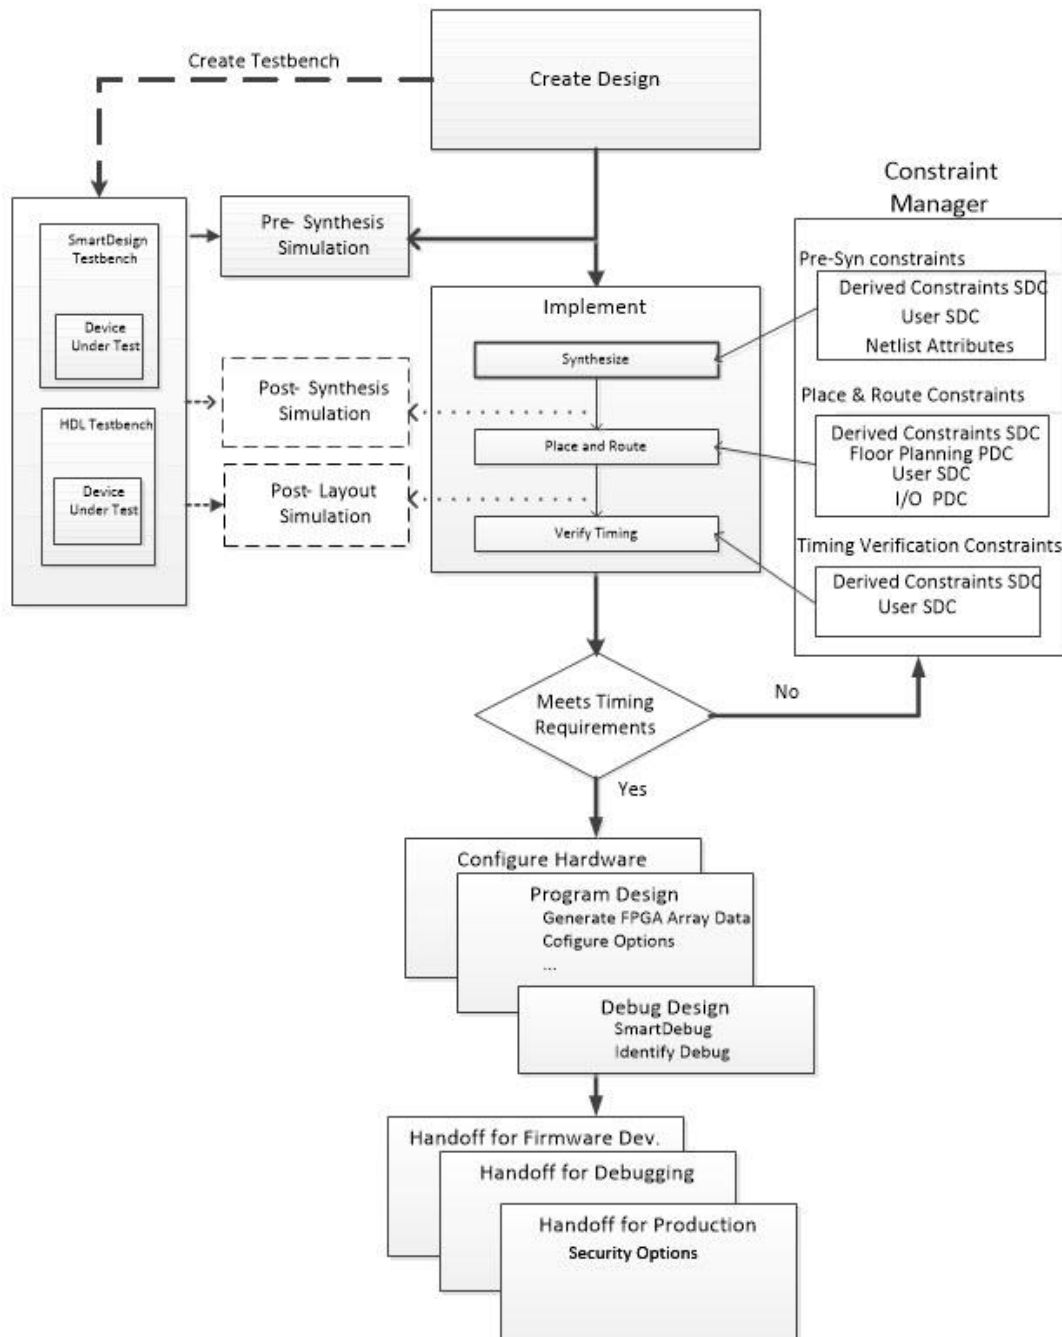 Create Testbench
Create Design
Constraint
Manager
SmartDesign
Testbench
Device
Under Test
HDL Testbench
Device
Under Test
Pre- Synthesis
Simulation
Post- Synthesis
Simulation
Post- Layout
Simulation
Implement
Synthesize
Place and Route
Verify Timing
Pre-Syn constraints
Derived Constraints SDC
User SDC
Netlist Attributes
Place & Route Constraints
Derived Constraints SDC
Floor Planning PDC
User SDC
I/O PDC
Timing Verification Constraints
Derived Constraints SDC
User SDC
Meets Timing
Requirements
No
Yes
Configure Hardware
Program Design
Generate FPGA Array Data
Cofigure Options
...
Debug Design
SmartDebug
Identify Debug
Handoff for Firmware Dev.
Handoff for Debugging
Handoff for Production
Security Options